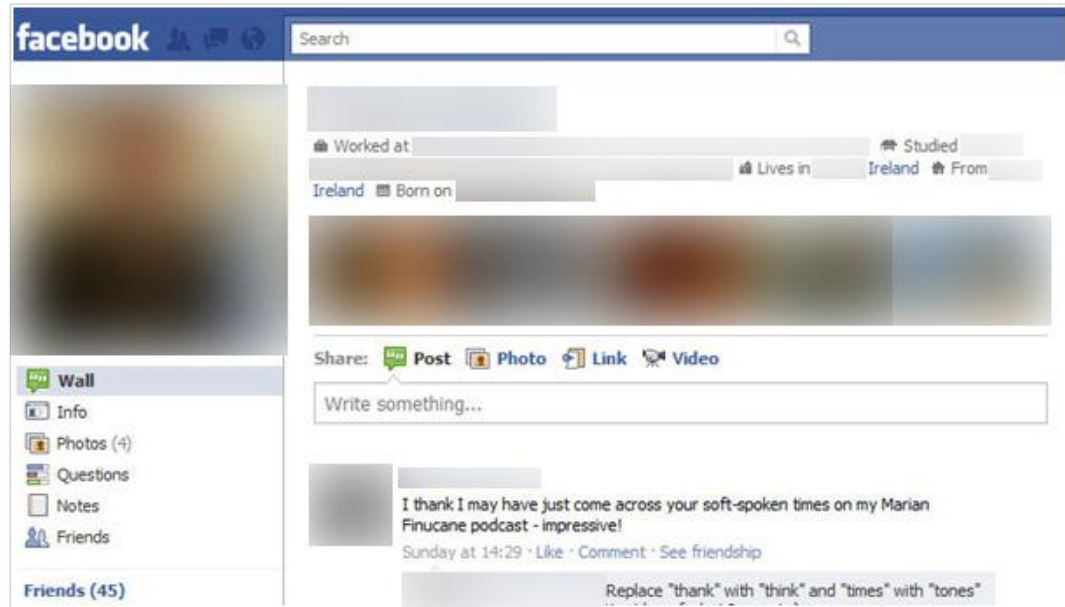 facebook
Search
Worked at
Studied
Lives in Ireland From
Ireland Born on
Share: Post Photo Link Video
Write something...
Wall
Info
Photos (4)
Questions
Notes
Friends
Friends (45)
I thank I may have just come across your soft-spoken times on my Marian
Finucane podcast - impressive!
Sunday at 14:29 · Like · Comment · See friendship
Replace "thank" with "think" and "times" with "tones"